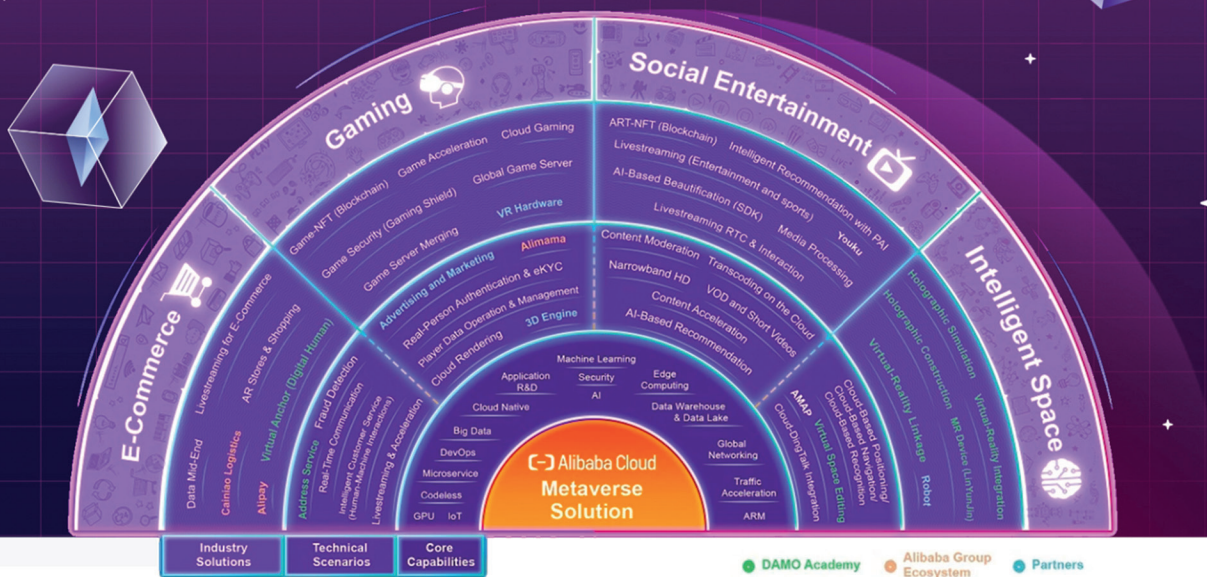 Gaming
Social Entertainment
E-Commerce
Intelligent Space
Livestreaming for E-Commerce
AR Stores & Shopping
Virtual Anchor (Digital Human)
Data Mid-End
Cainiao Logistics
Alipay
Game-NFT (Blockchain)
Game Acceleration
Cloud Gaming
Game Security (Gaming Shield)
Global Game Server
Game Server Merging
VR Hardware
ART-NFT (Blockchain)
Intelligent Recommendation with PAI
Livestreaming (Entertainment and sports)
AI-Based Beautification (SDK)
Media Processing
Youku
Livestreaming RTC & Interaction
Holographic Simulation
Virtual-Reality Integration
Holographic Construction
MR Device (LinYunJin)
Virtual-Reality Linkage
Robot
Fraud Detection
Address Service
Real-Time Communication
Intelligent Customer Service
(Human-Machine Interactions)
Livestreaming & Acceleration
Advertising and Marketing
Alimama
Real-Person Authentication & eKYC
Player Data Operation & Management
Cloud Rendering
3D Engine
Content Moderation
Transcoding on the Cloud
Narrowband HD
VOD and Short Videos
Content Acceleration
AI-Based Recommendation
Cloud-Based Positioning/
Cloud-Based Navigation/
Cloud-Based Recognition
AMAP
Virtual Space Editing
Cloud-DingTalk Integration
Machine Learning
Application
R&D
Security
AI
Edge
Computing
Cloud Native
Data Warehouse
& Data Lake
Big Data
DevOps
Global
Networking
Microservice
Codeless
Traffic
Acceleration
GPU
IoT
ARM
Alibaba Cloud
Metaverse
Solution
Industry
Solutions
Technical
Scenarios
Core
Capabilities
DAMO Academy
Alibaba Group
Ecosystem
Partners